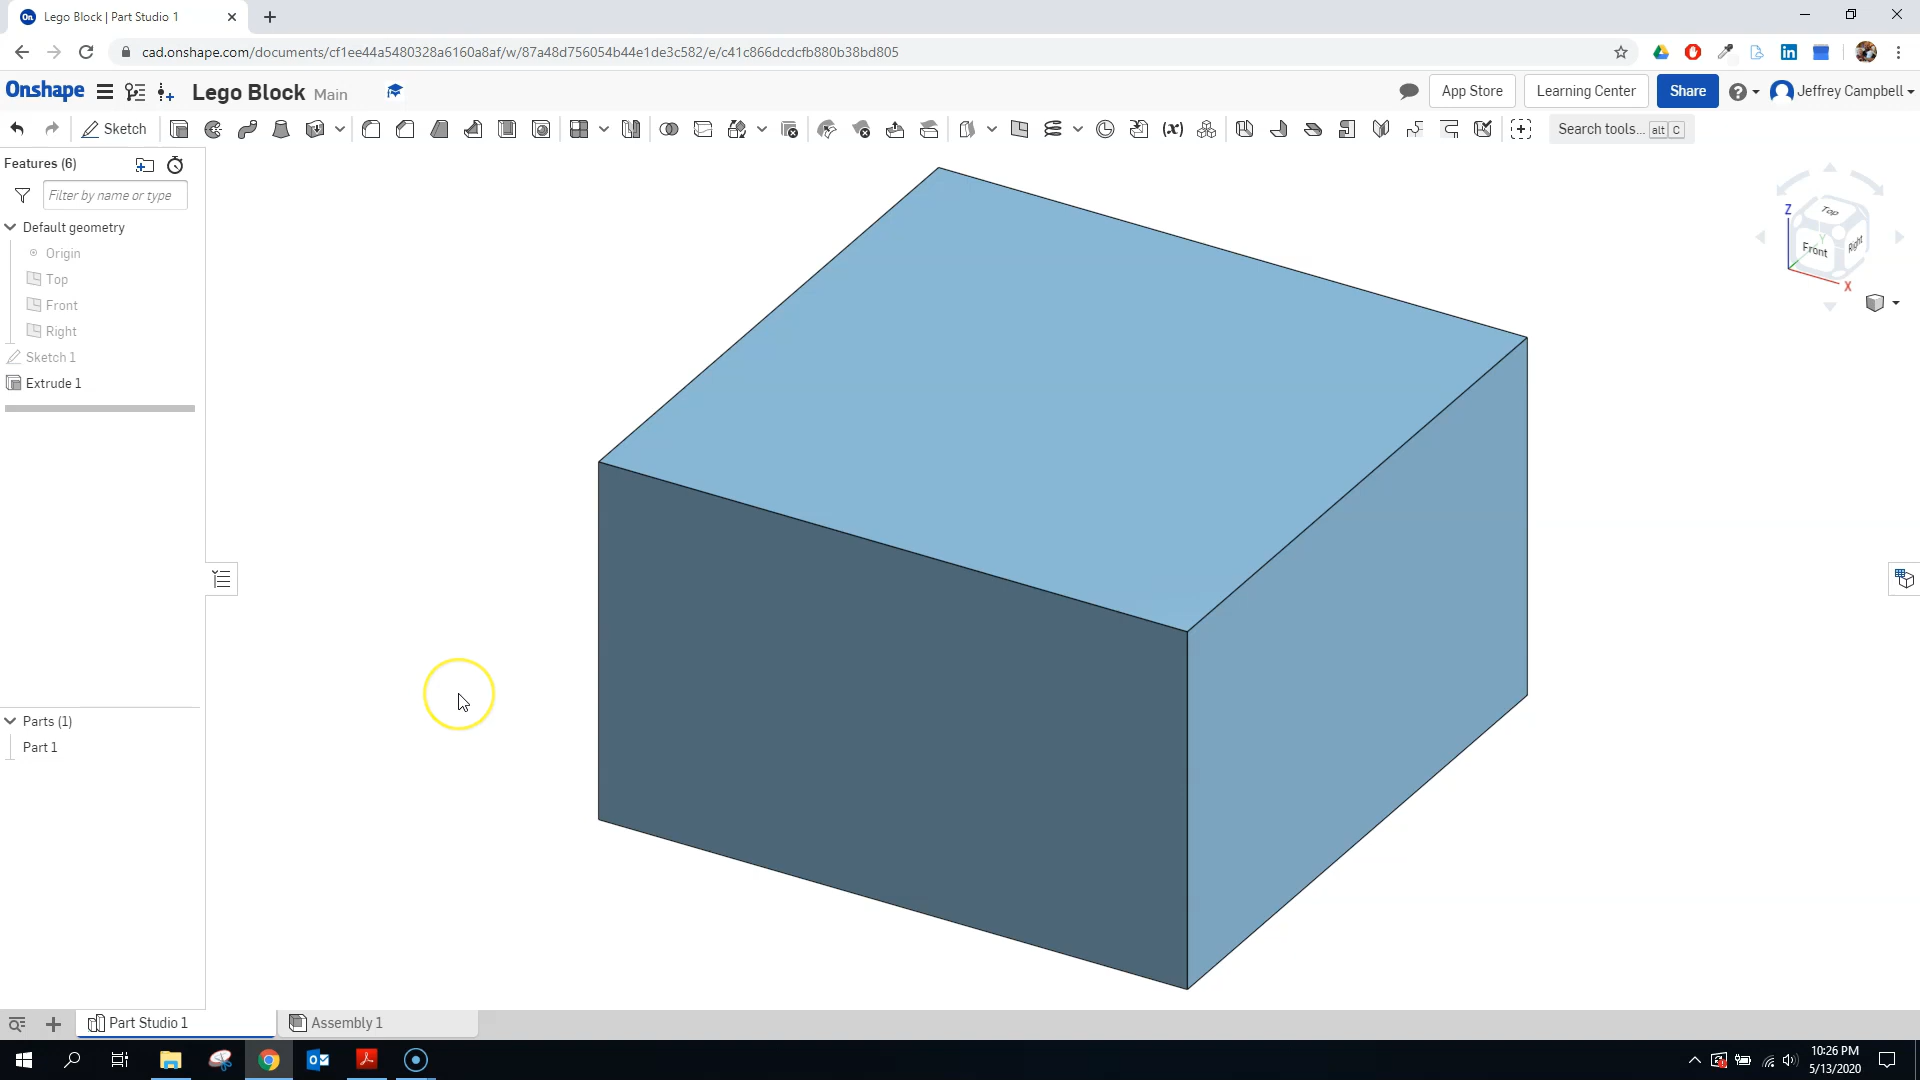 Lego Block | Part Studio 1
cad.onshape.com/documents/cf1ee44a5480328a6160a8af/w/87a48d756054b44e1de3c582/e/c41c866dcdcfb880b38bd805
Onshape
Lego Block Main
App Store
Learning Center
Share
Jeffrey Campbell
Sketch
Search tools... alt C
Features (6)
Filter by name or type
Default geometry
Origin
Top
Front
Right
Sketch 1
Extrude 1
Z
Top
Front
Right
Y
X
Parts (1)
Part 1
Part Studio 1
Assembly 1
10:26 PM
5/13/2020